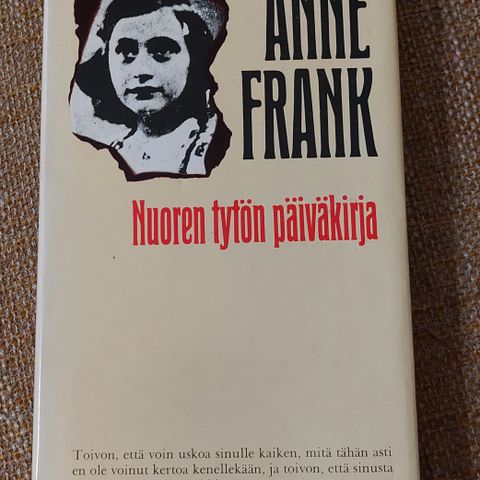 ANNE
FRANK
Nuoren tytön päiväkirja
Toivon, että voin uskoa sinulle kaiken, mitä tähän asti
en ole voinut kertoa kenellekään, ja toivon, että sinusta